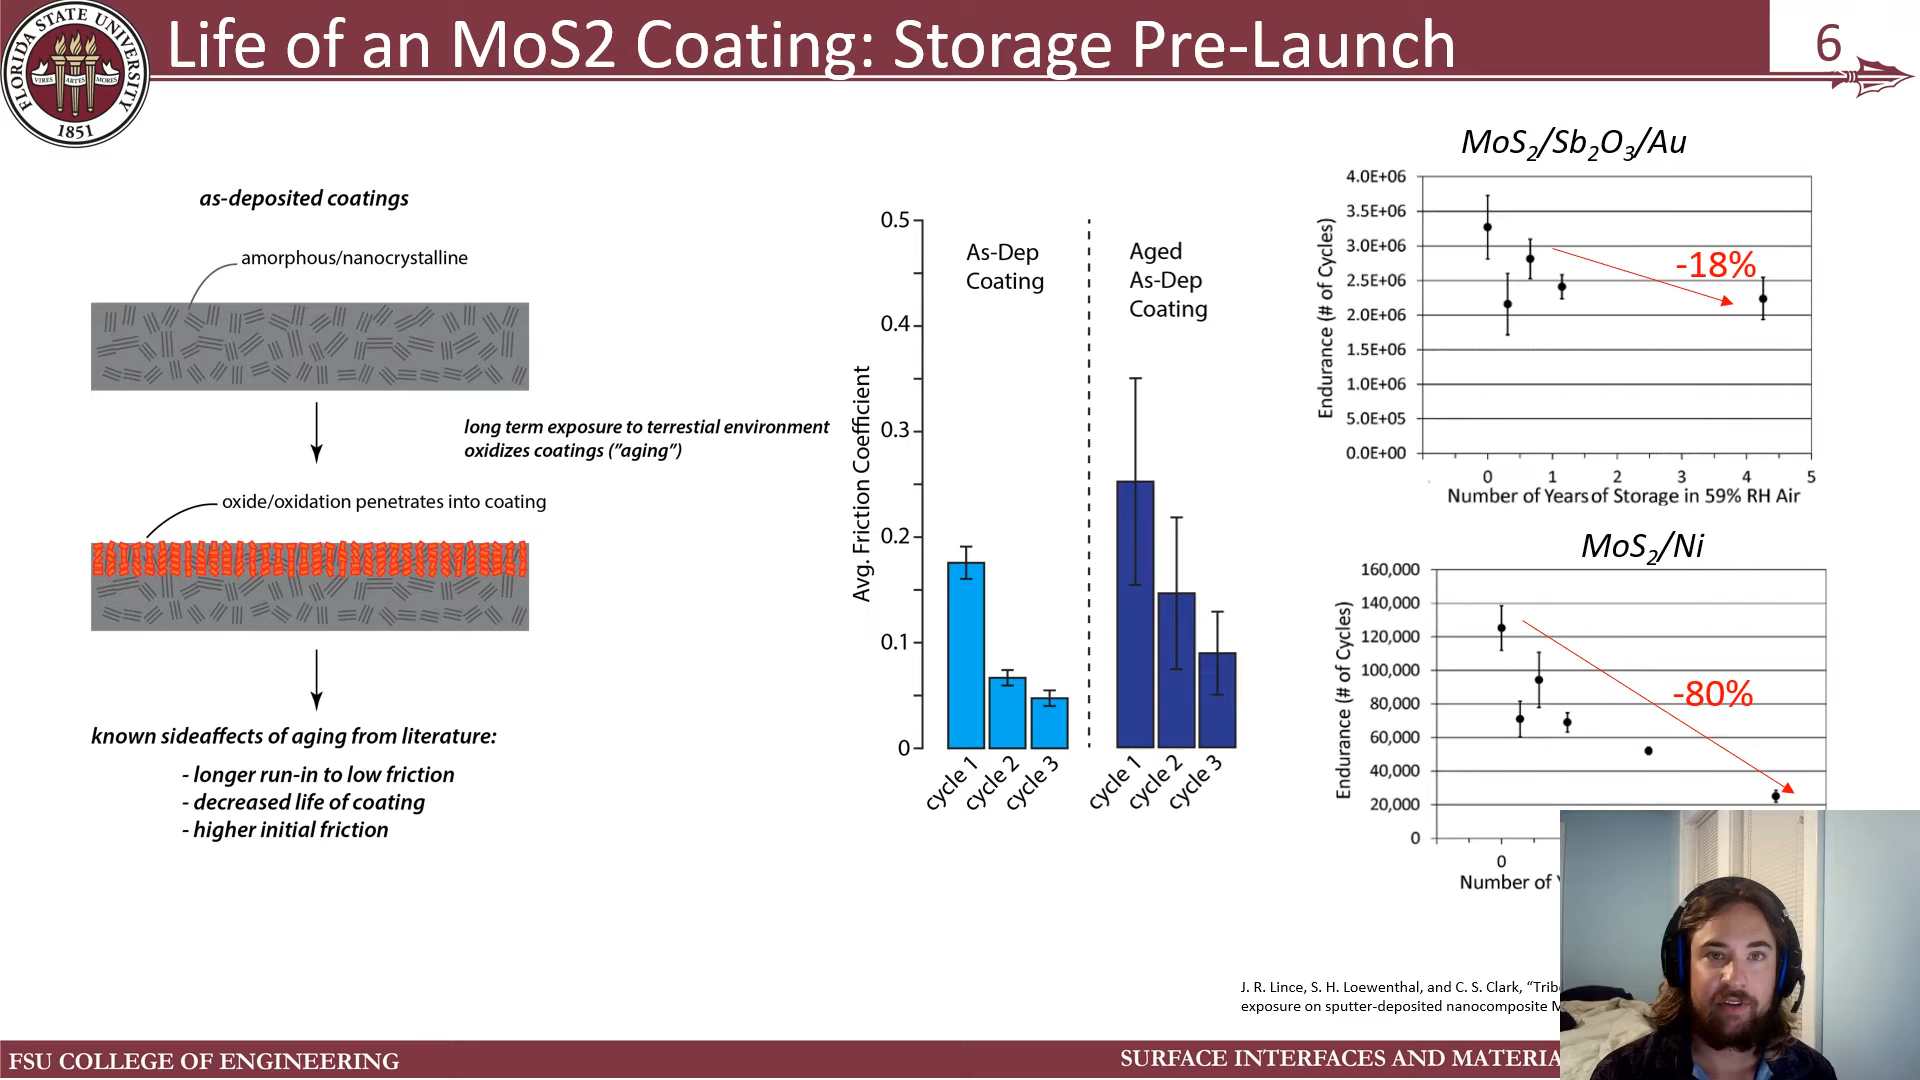 Life of an MoS2 Coating: Storage Pre-Launch
6
FLORIDA STATE UNIVERSITY
VIRES ARTES MORES
1851
as-deposited coatings
amorphous/nanocrystalline
long term exposure to terrestial environment
oxidizes coatings ("aging")
oxide/oxidation penetrates into coating
known sideaffects of aging from literature:
- longer run-in to low friction
- decreased life of coating
- higher initial friction
Avg. Friction Coefficient
0.5
0.4
0.3
0.2
0.1
0
As-Dep
Coating
Aged
As-Dep
Coating
cycle 1
cycle 2
cycle 3
cycle 1
cycle 2
cycle 3
MoS2/Sb2O3/Au
Endurance (# of Cycles)
4.0E+06
3.5E+06
3.0E+06
2.5E+06
2.0E+06
1.5E+06
1.0E+06
5.0E+05
0.0E+00
-18%
0 1 2 3 4 5
Number of Years of Storage in 59% RH Air
MoS2/Ni
Endurance (# of Cycles)
160,000
140,000
120,000
100,000
80,000
60,000
40,000
20,000
0
-80%
0
Number of
J. R. Lince, S. H. Loewenthal, and C. S. Clark, "Trib
exposure on sputter-deposited nanocomposite
FSU COLLEGE OF ENGINEERING
SURFACE INTERFACES AND MATERIA